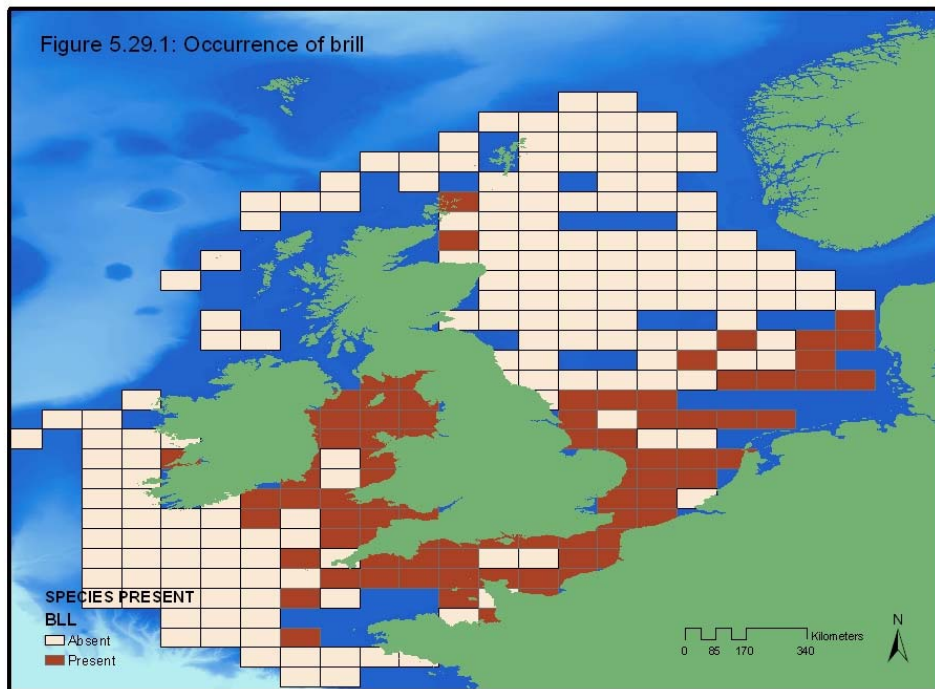 Figure 5.29.1: Occurrence of brill
SPECIES PRESENT
BLL
Absent
Present
N
Kilometers
0 85 170 340